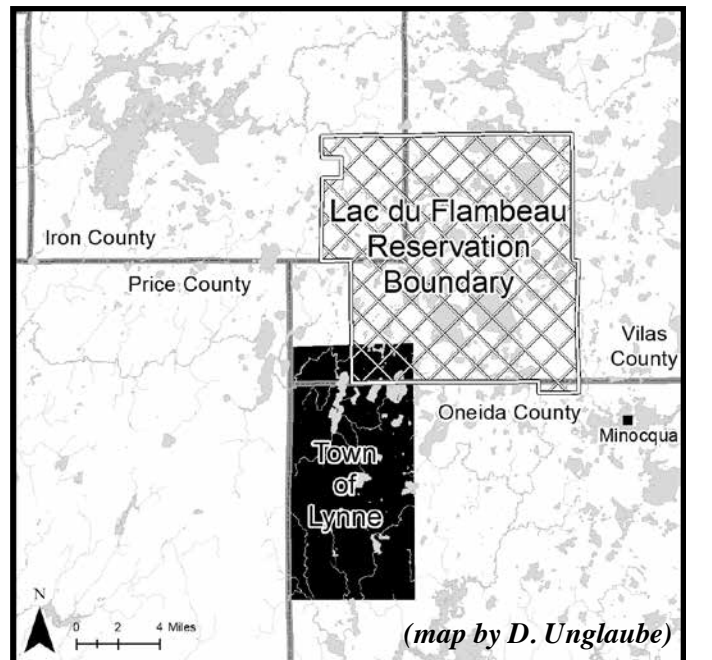 Lac du Flambeau
Reservation
Boundary
Iron County
Price County
Vilas
County
Oneida County
Minocqua
Town
of
Lynne
N
0 2 4 Miles
(map by D. Unglaube)